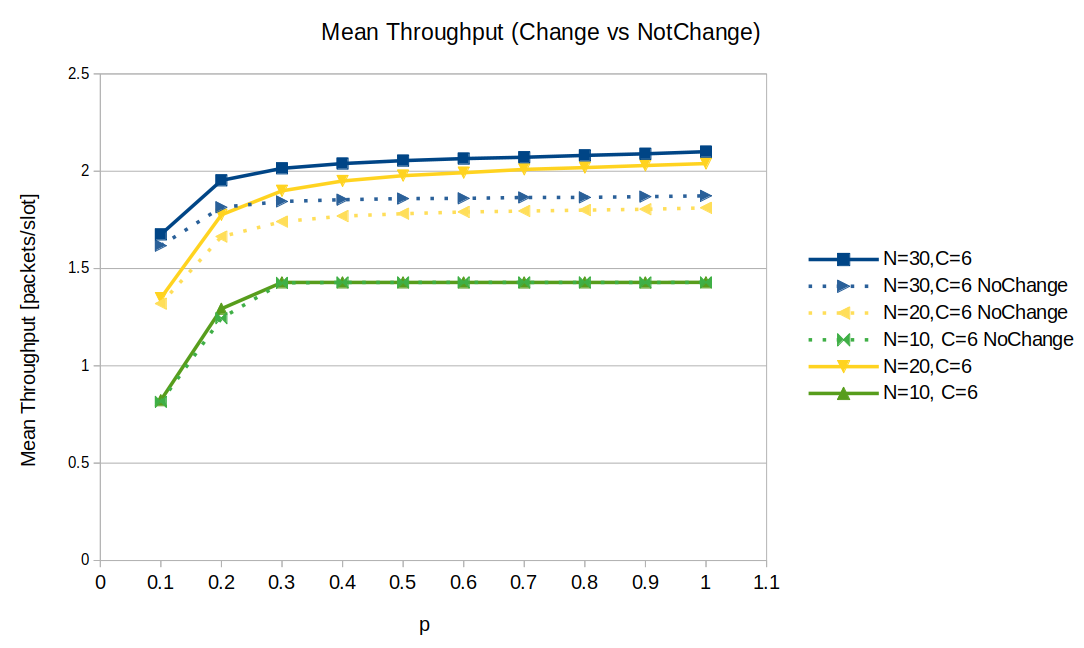 Mean Throughput (Change vs NotChange)
2.5
2
1.5
1
0.5
0
Mean Throughput [packets/slot]
0 0.1 0.2 0.3 0.4 0.5 0.6 0.7 0.8 0.9 1 1.1
p
N=30,C=6
N=30,C=6 NoChange
N=20,C=6 NoChange
N=10, C=6 NoChange
N=20,C=6
N=10, C=6